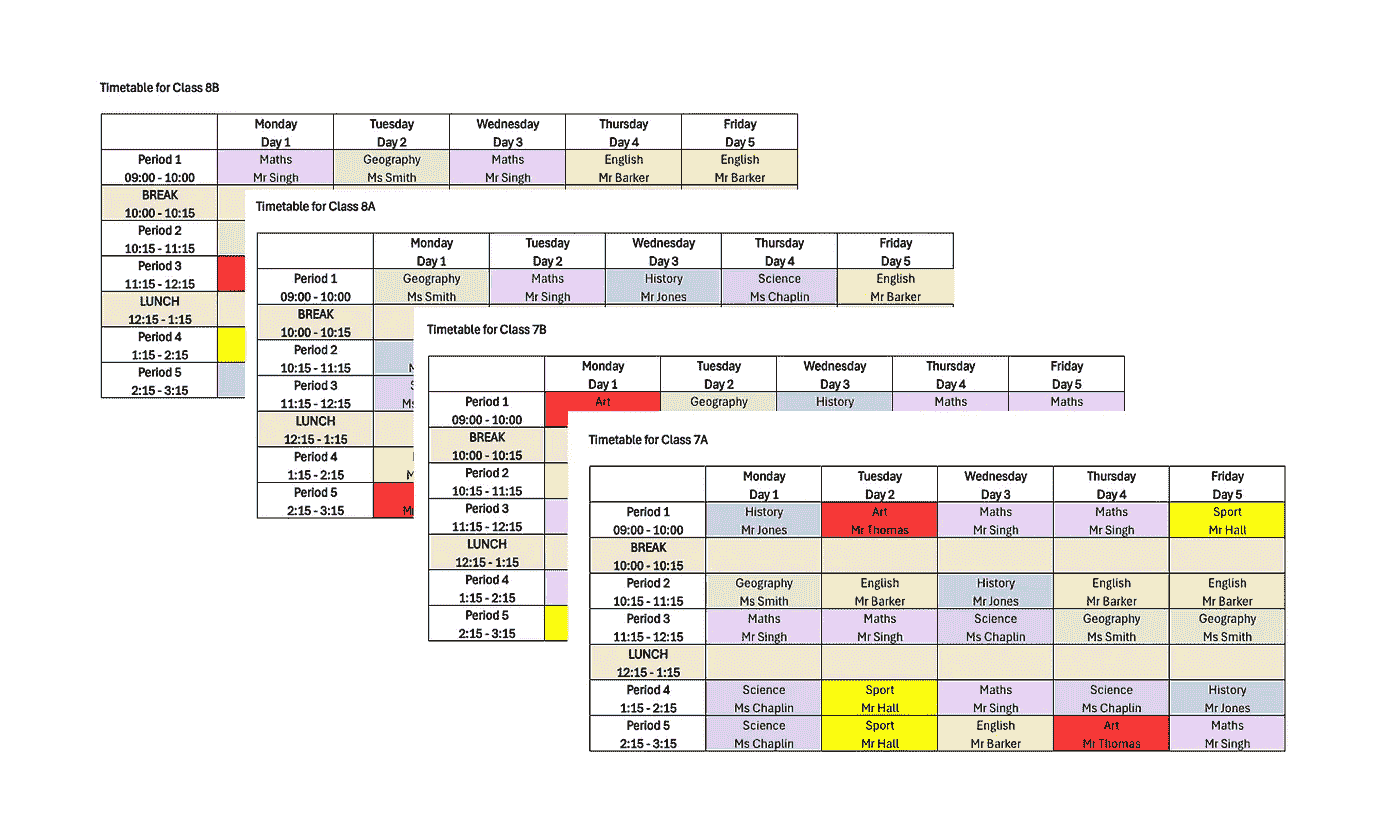 Timetable for Class 8B
Monday Tuesday Wednesday Thursday Friday
Day 1 Day 2 Day 3 Day 4 Day 5
Period 1 Maths Geography Maths English English
09:00 - 10:00 Mr Singh Ms Smith Mr Singh Mr Barker Mr Barker
BREAK
10:00 - 10:15
Period 2
10:15 - 11:15
Period 3
11:15 - 12:15
LUNCH
12:15 - 1:15
Period 4
1:15 - 2:15
Period 5
2:15 - 3:15
Timetable for Class 8A
Monday Tuesday Wednesday Thursday Friday
Day 1 Day 2 Day 3 Day 4 Day 5
Period 1 Geography Maths History Science English
09:00 - 10:00 Ms Smith Mr Singh Mr Jones Ms Chaplin Mr Barker
BREAK
10:00 - 10:15
Period 2
10:15 - 11:15
Period 3
11:15 - 12:15
LUNCH
12:15 - 1:15
Period 4
1:15 - 2:15
Period 5
2:15 - 3:15
Timetable for Class 7B
Monday Tuesday Wednesday Thursday Friday
Day 1 Day 2 Day 3 Day 4 Day 5
Period 1 Art Geography History Maths Maths
09:00 - 10:00
BREAK
10:00 - 10:15
Period 2
10:15 - 11:15
Period 3
11:15 - 12:15
LUNCH
12:15 - 1:15
Period 4
1:15 - 2:15
Period 5
2:15 - 3:15
Timetable for Class 7A
Monday Tuesday Wednesday Thursday Friday
Day 1 Day 2 Day 3 Day 4 Day 5
Period 1 History Art Maths Maths Sport
09:00 - 10:00 Mr Jones Mr Thomas Mr Singh Mr Singh Mr Hall
BREAK
10:00 - 10:15
Period 2 Geography English History English English
10:15 - 11:15 Ms Smith Mr Barker Mr Jones Mr Barker Mr Barker
Period 3 Maths Maths Science Geography Geography
11:15 - 12:15 Mr Singh Mr Singh Ms Chaplin Ms Smith Ms Smith
LUNCH
12:15 - 1:15
Period 4 Science Sport Maths Science History
1:15 - 2:15 Ms Chaplin Mr Hall Mr Singh Ms Chaplin Mr Jones
Period 5 Science Sport English Art Maths
2:15 - 3:15 Ms Chaplin Mr Hall Mr Barker Mr Thomas Mr Singh